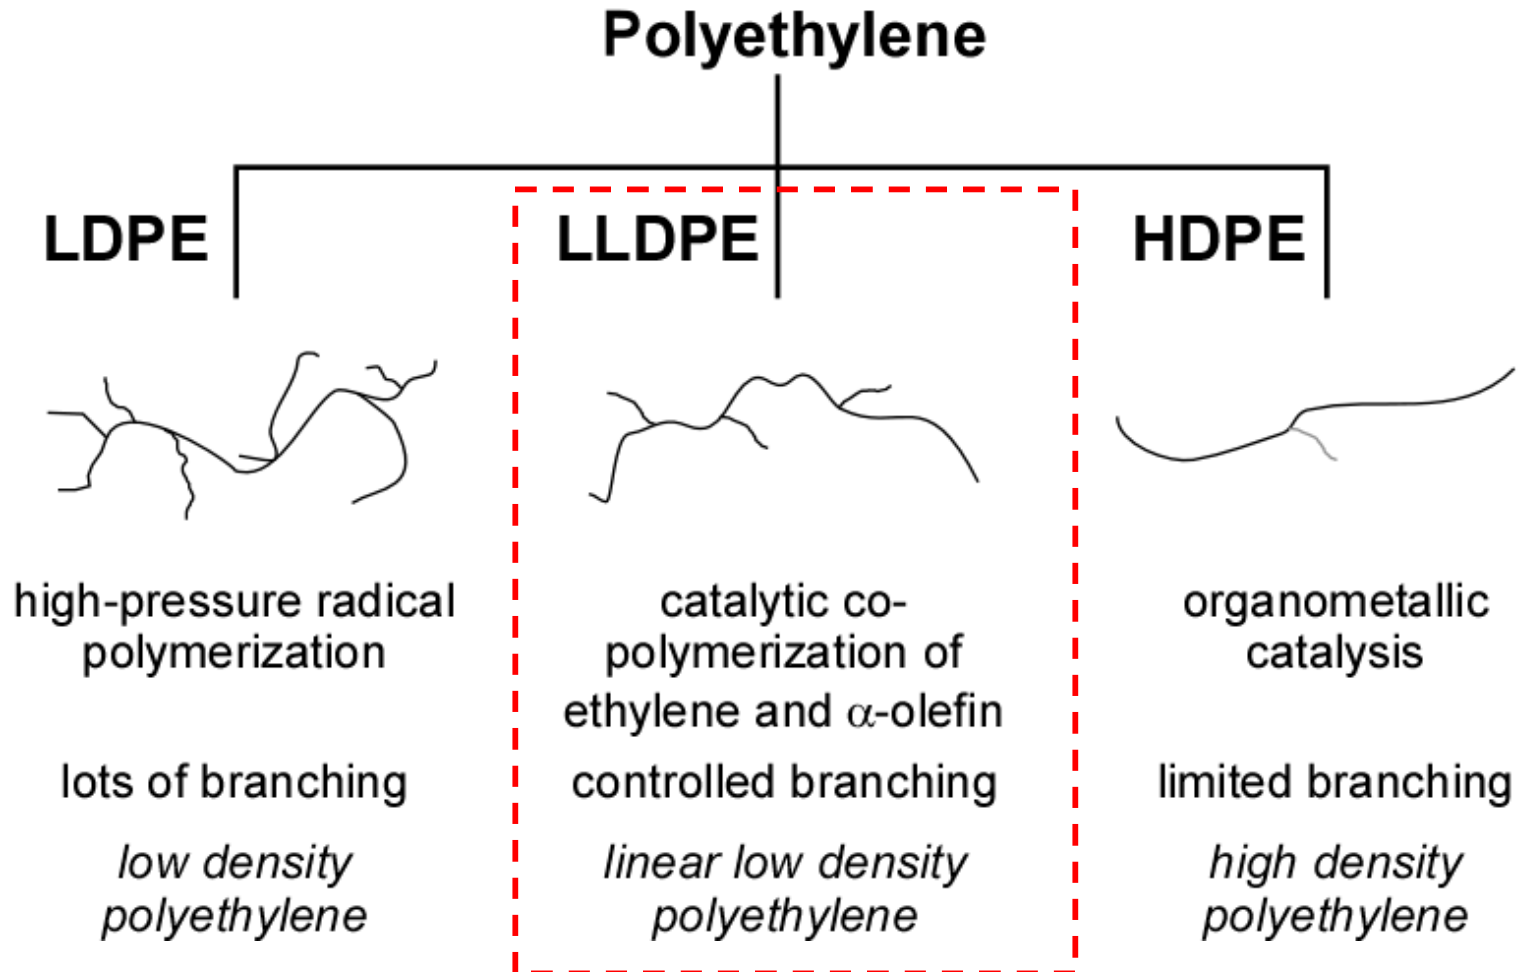 Polyethylene
LDPE
LLDPE
HDPE
high-pressure radical
polymerization
lots of branching
low density
polyethylene
catalytic co-
polymerization of
ethylene and α-olefin
controlled branching
linear low density
polyethylene
organometallic
catalysis
limited branching
high density
polyethylene